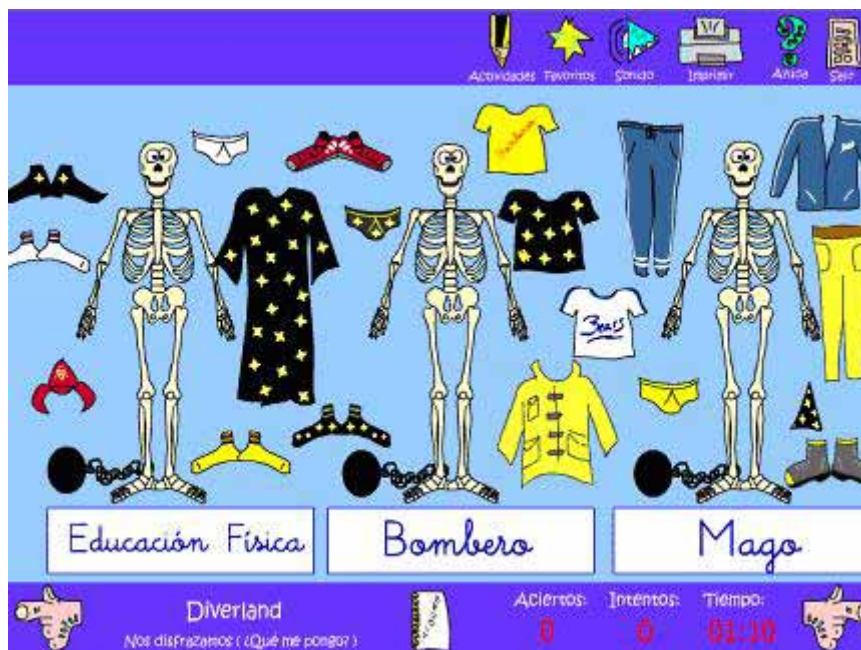 Actividades Favoritos Sonido Imprimir Ayuda Salir
Educación Física
Bombero
Mago
Diverland
Nos disfrazamos ( ¿Qué me pongo? )
Aciertos: Intentos: Tiempo:
0 0 01:10